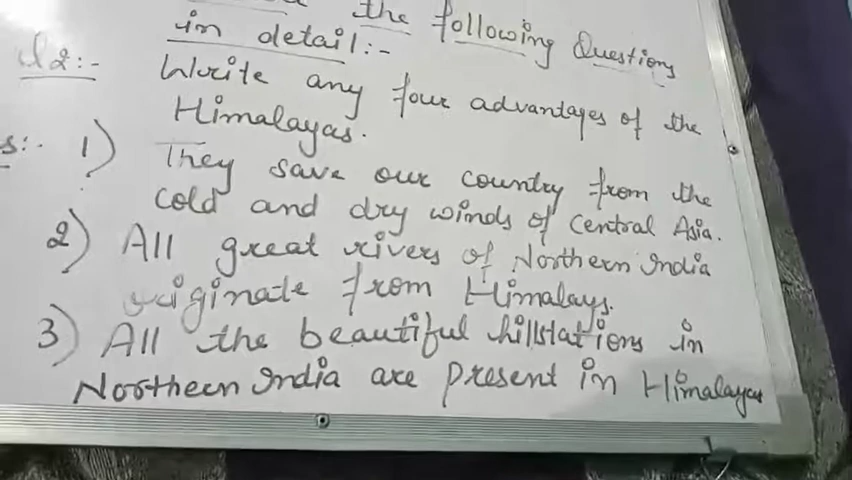 the following Questions
in detail:-
Q2:- Write any four advantages of the
Himalayas.
s:- 1) They save our country from the
cold and dry winds of Central Asia.
2) All great rivers of Northern India
originate from Himalays.
3) All the beautiful hillstations in
Northern India are present in Himalayas